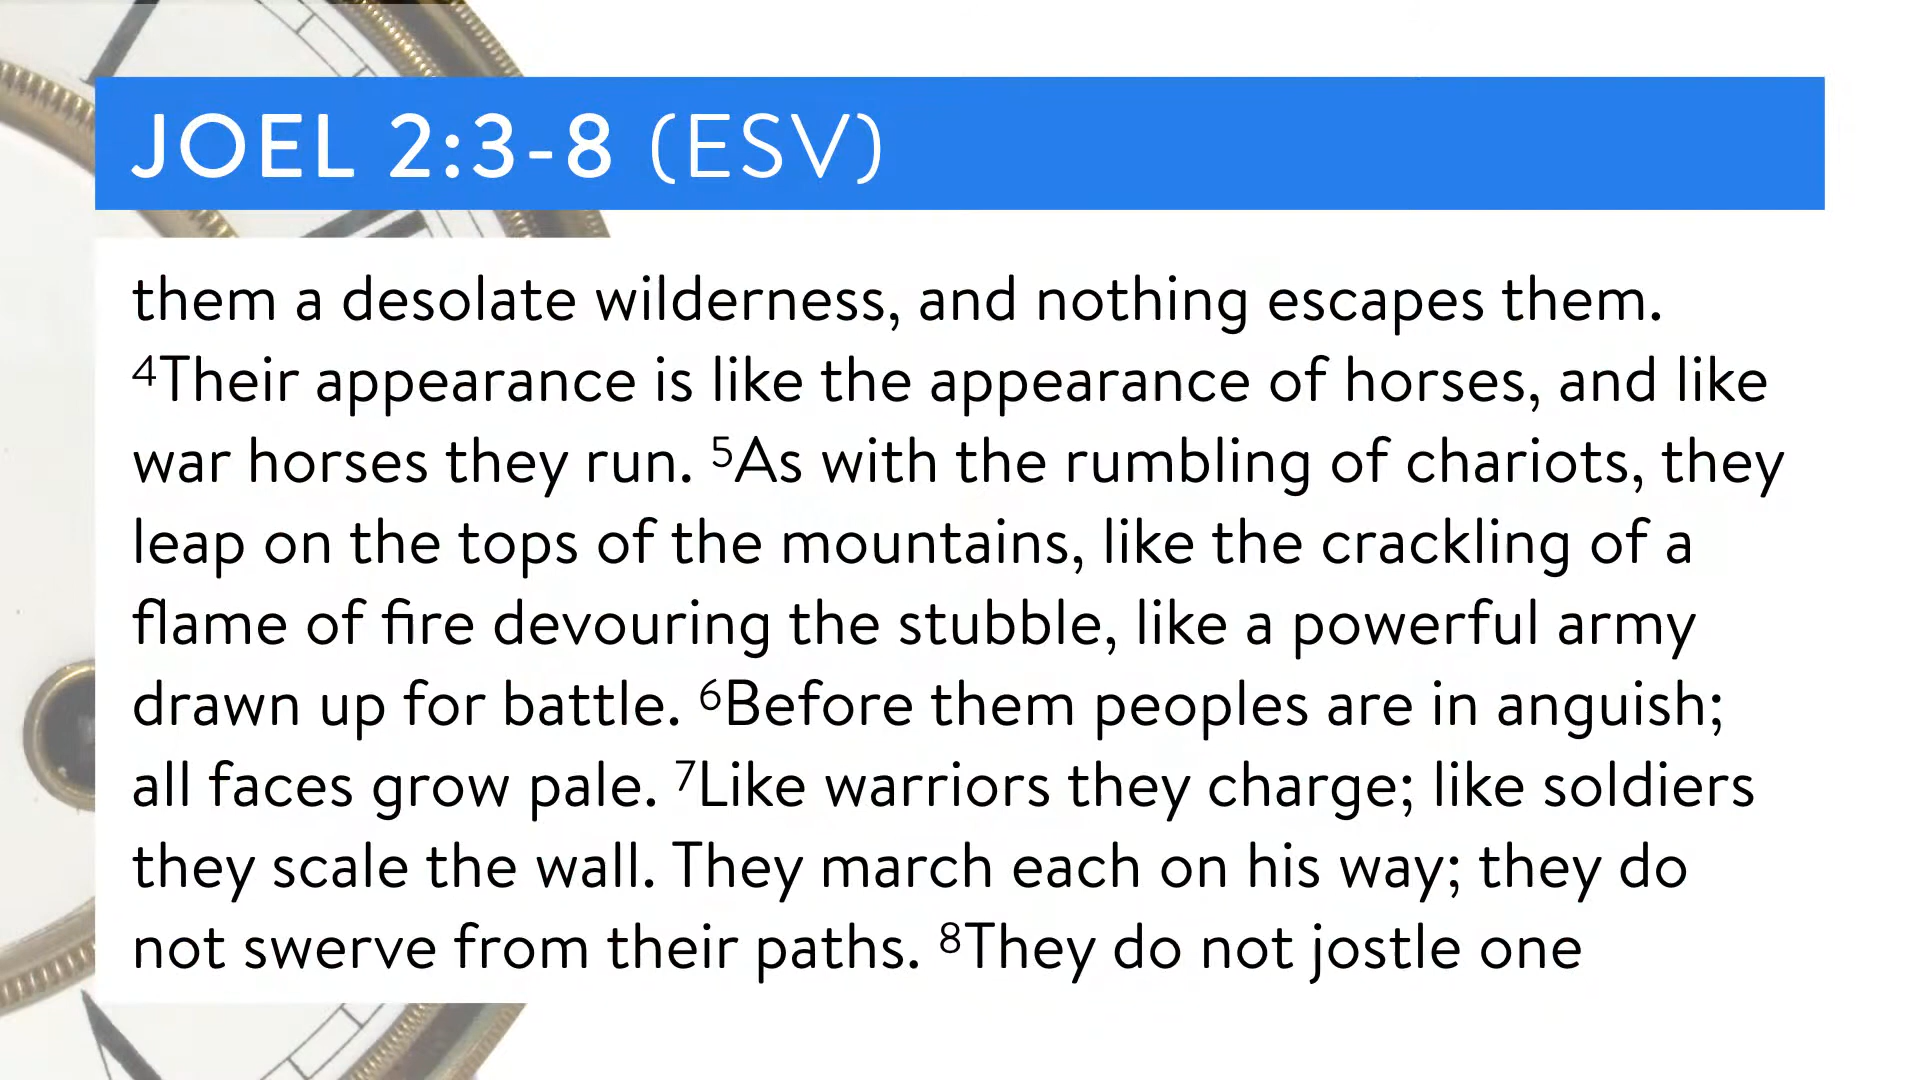 JOEL 2:3-8 (ESV)
them a desolate wilderness, and nothing escapes them.
⁴Their appearance is like the appearance of horses, and like
war horses they run. ⁵As with the rumbling of chariots, they
leap on the tops of the mountains, like the crackling of a
flame of fire devouring the stubble, like a powerful army
drawn up for battle. ⁶Before them peoples are in anguish;
all faces grow pale. ⁷Like warriors they charge; like soldiers
they scale the wall. They march each on his way; they do
not swerve from their paths. ⁸They do not jostle one